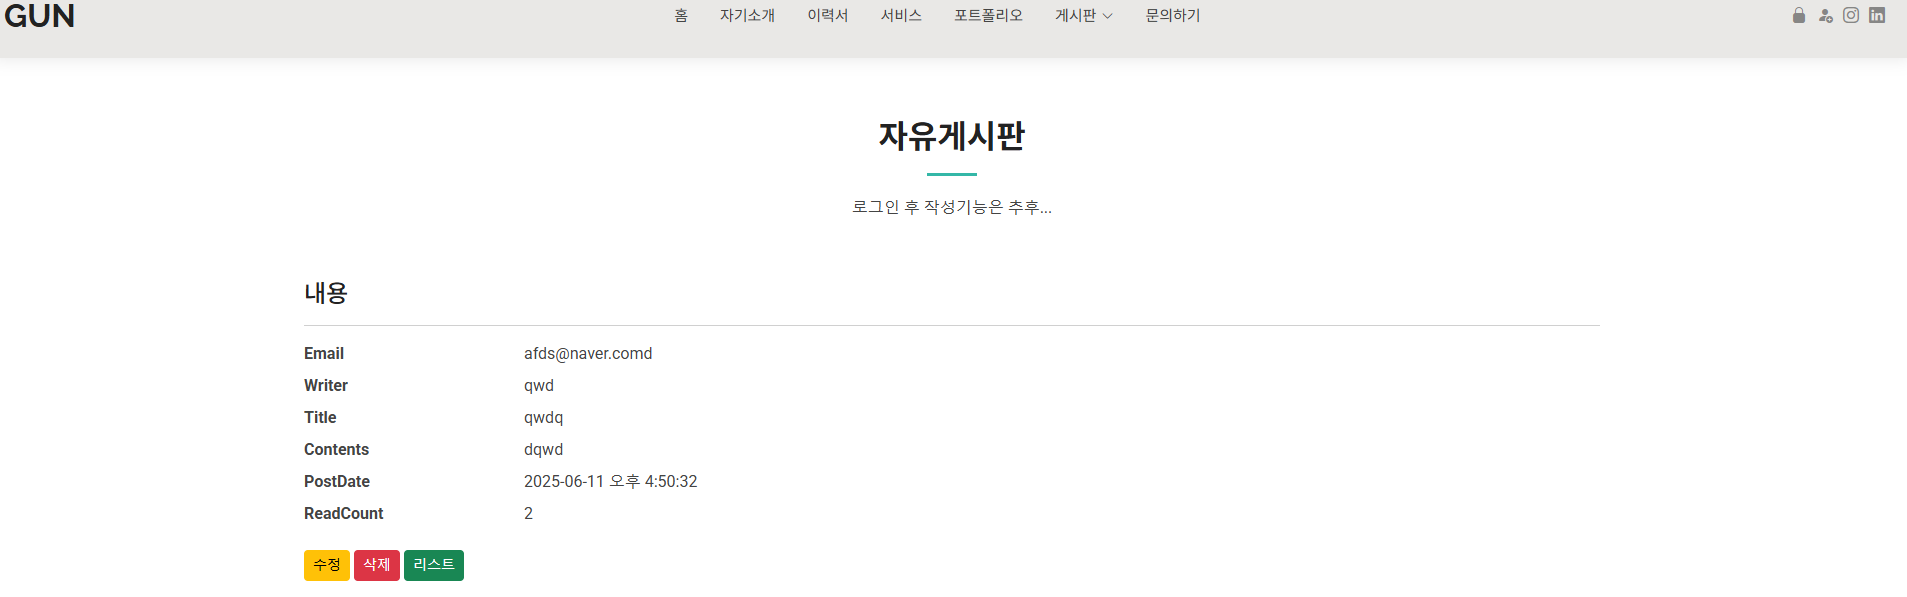 GUN 홈 자기소개 이력서 서비스 포트폴리오 게시판 문의하기
자유게시판
로그인 후 작성기능은 추후...
내용
Email afds@naver.comd
Writer qwd
Title qwdq
Contents dqwd
PostDate 2025-06-11 오후 4:50:32
ReadCount 2
수정 삭제 리스트